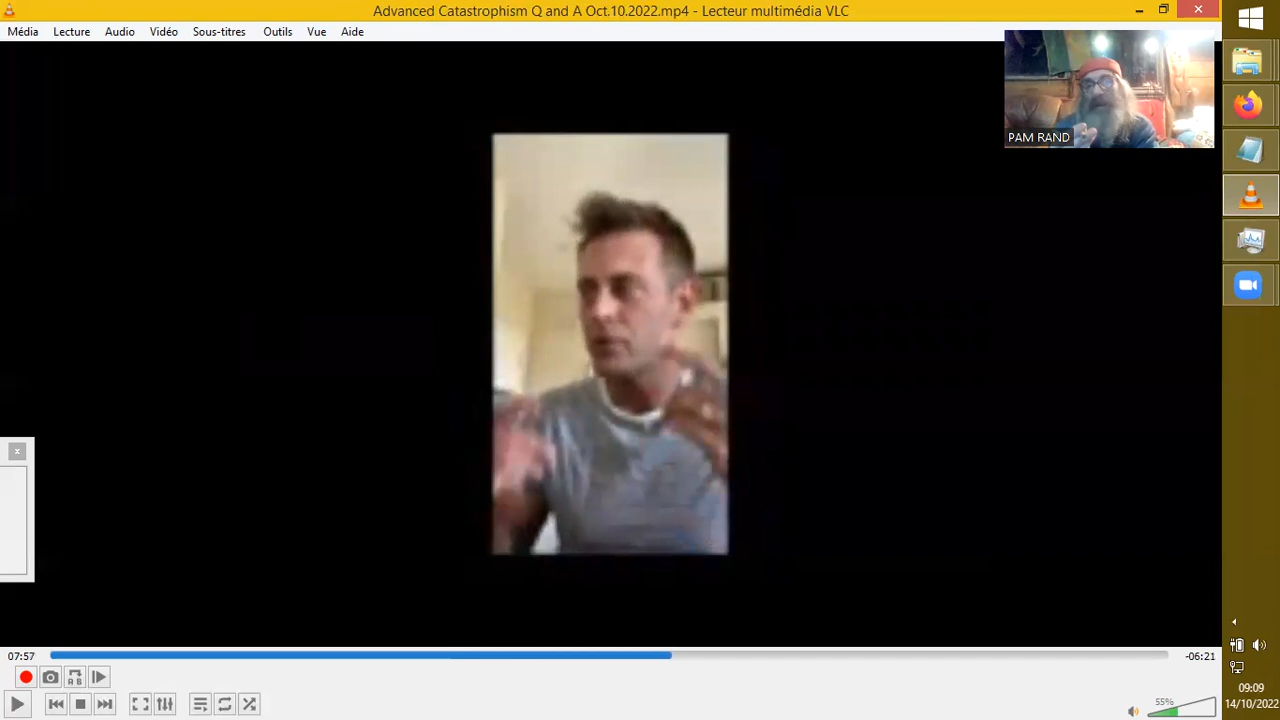 Advanced Catastrophism Q and A Oct.10.2022.mp4 - Lecteur multimédia VLC
Média Lecture Audio Vidéo Sous-titres Outils Vue Aide
PAM RAND
x
07:57
-06:21
A B
55%
09:09
14/10/2022